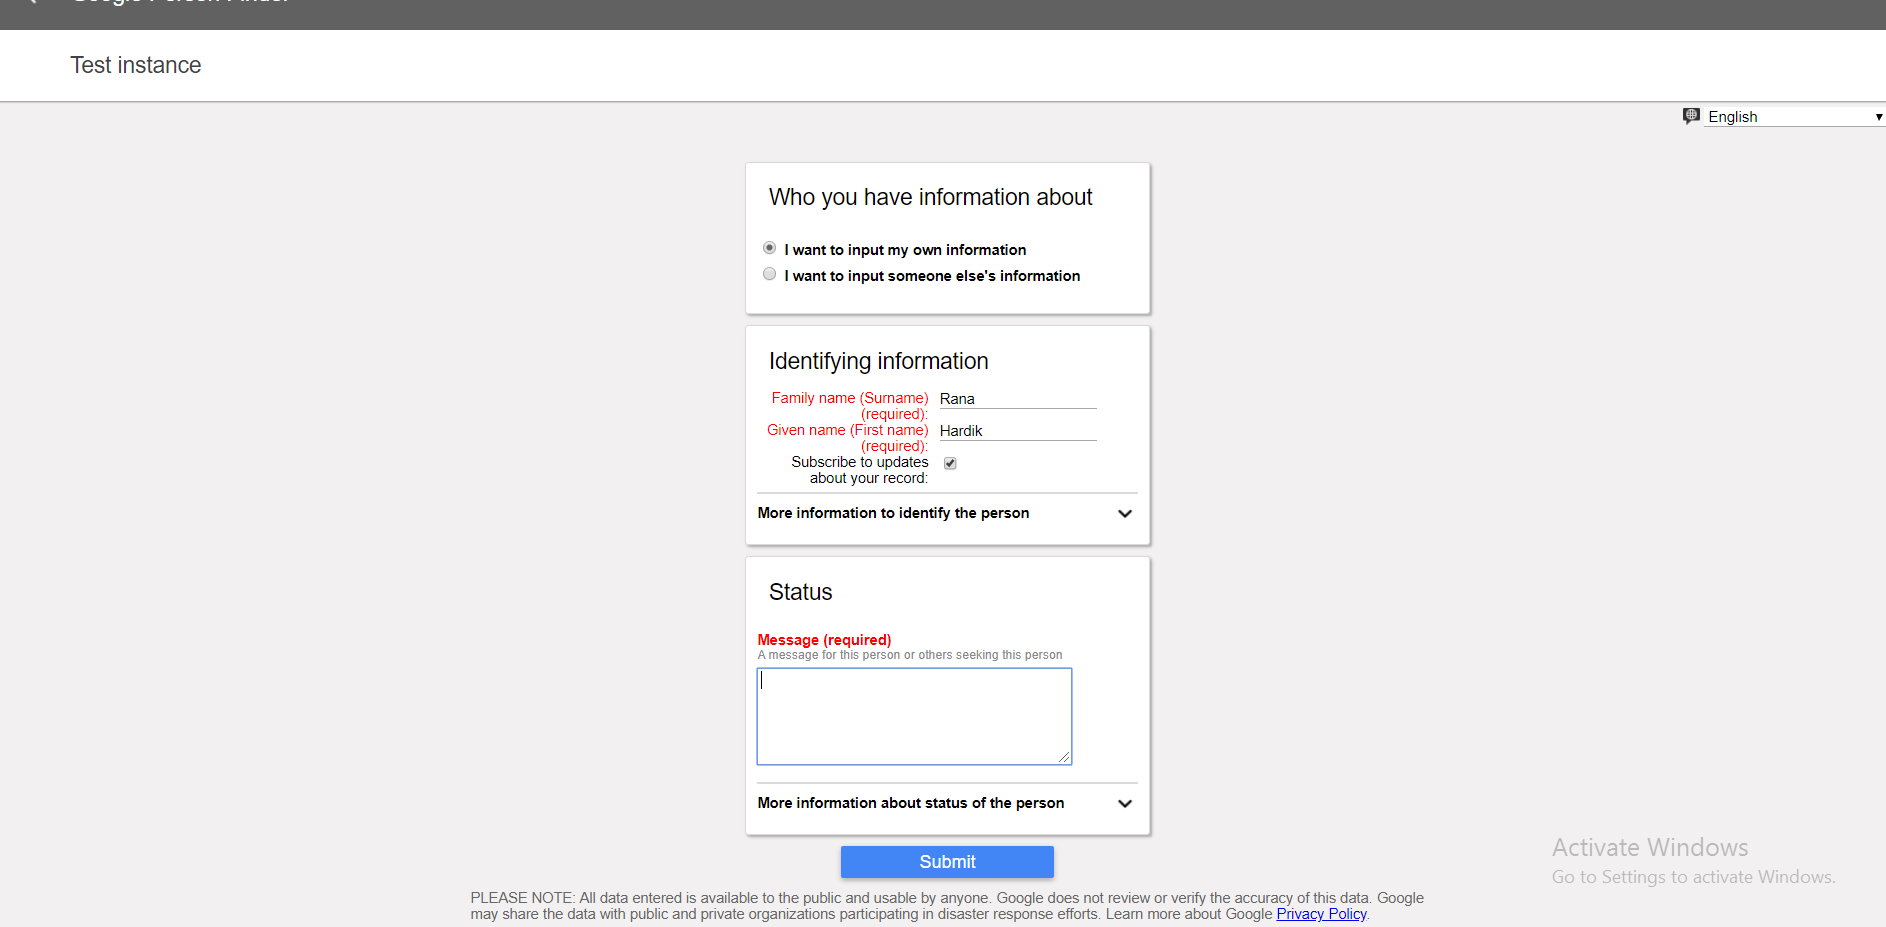 Google Person Finder
Test instance
English
Who you have information about
I want to input my own information
I want to input someone else's information
Identifying information
Family name (Surname)
(required):
Rana
Given name (First name)
(required):
Hardik
Subscribe to updates
about your record:
More information to identify the person
Status
Message (required)
A message for this person or others seeking this person
More information about status of the person
Submit
Activate Windows
Go to Settings to activate Windows.
PLEASE NOTE: All data entered is available to the public and usable by anyone. Google does not review or verify the accuracy of this data. Google
may share the data with public and private organizations participating in disaster response efforts. Learn more about Google Privacy Policy.